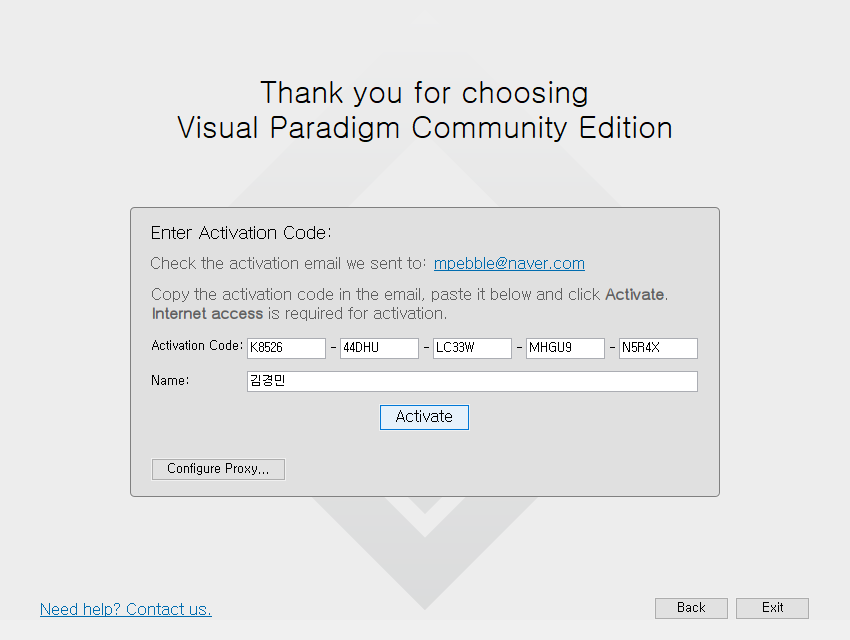 Thank you for choosing
Visual Paradigm Community Edition
Enter Activation Code:
Check the activation email we sent to: mpebble@naver.com
Copy the activation code in the email, paste it below and click Activate.
Internet access is required for activation.
Activation Code: K8526 - 44DHU - LC33W - MHGU9 - N5R4X
Name: 김경민
Activate
Configure Proxy...
Need help? Contact us. Back Exit